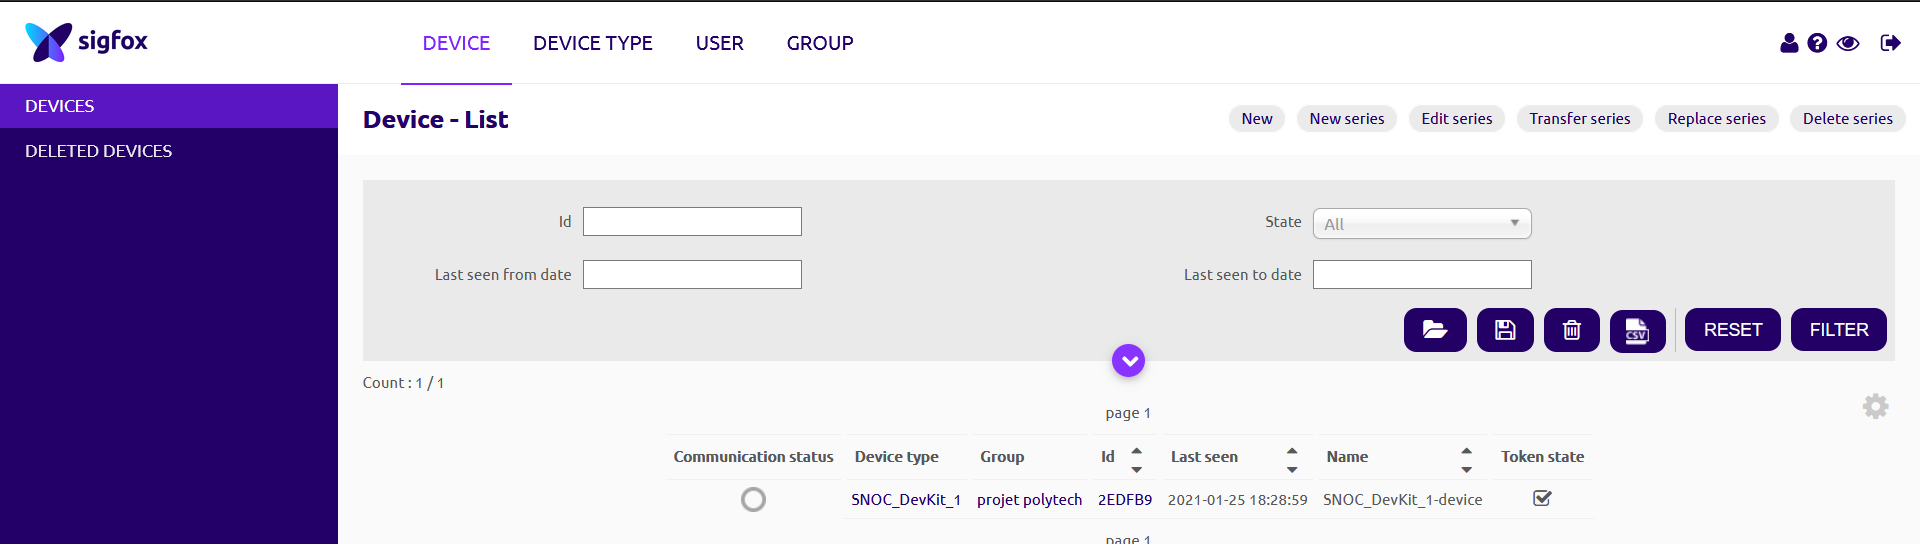 sigfox
DEVICE DEVICE TYPE USER GROUP
DEVICES
DELETED DEVICES
Device - List
New New series Edit series Transfer series Replace series Delete series
Id State All
Last seen from date Last seen to date
CSV RESET FILTER
Count : 1 / 1
page 1
Communication status Device type Group Id Last seen Name Token state
SNOC_DevKit_1 projet polytech 2EDFB9 2021-01-25 18:28:59 SNOC_DevKit_1-device
page 1